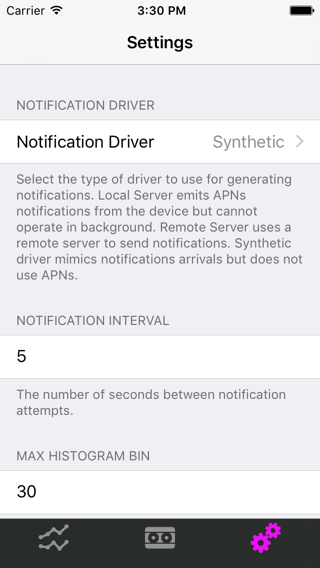 Carrier 3:30 PM
Settings
NOTIFICATION DRIVER
Notification Driver Synthetic
Select the type of driver to use for generating
notifications. Local Server emits APNs
notifications from the device but cannot
operate in background. Remote Server uses a
remote server to send notifications. Synthetic
driver mimics notifications arrivals but does not
use APNs.
NOTIFICATION INTERVAL
5
The number of seconds between notification
attempts.
MAX HISTOGRAM BIN
30